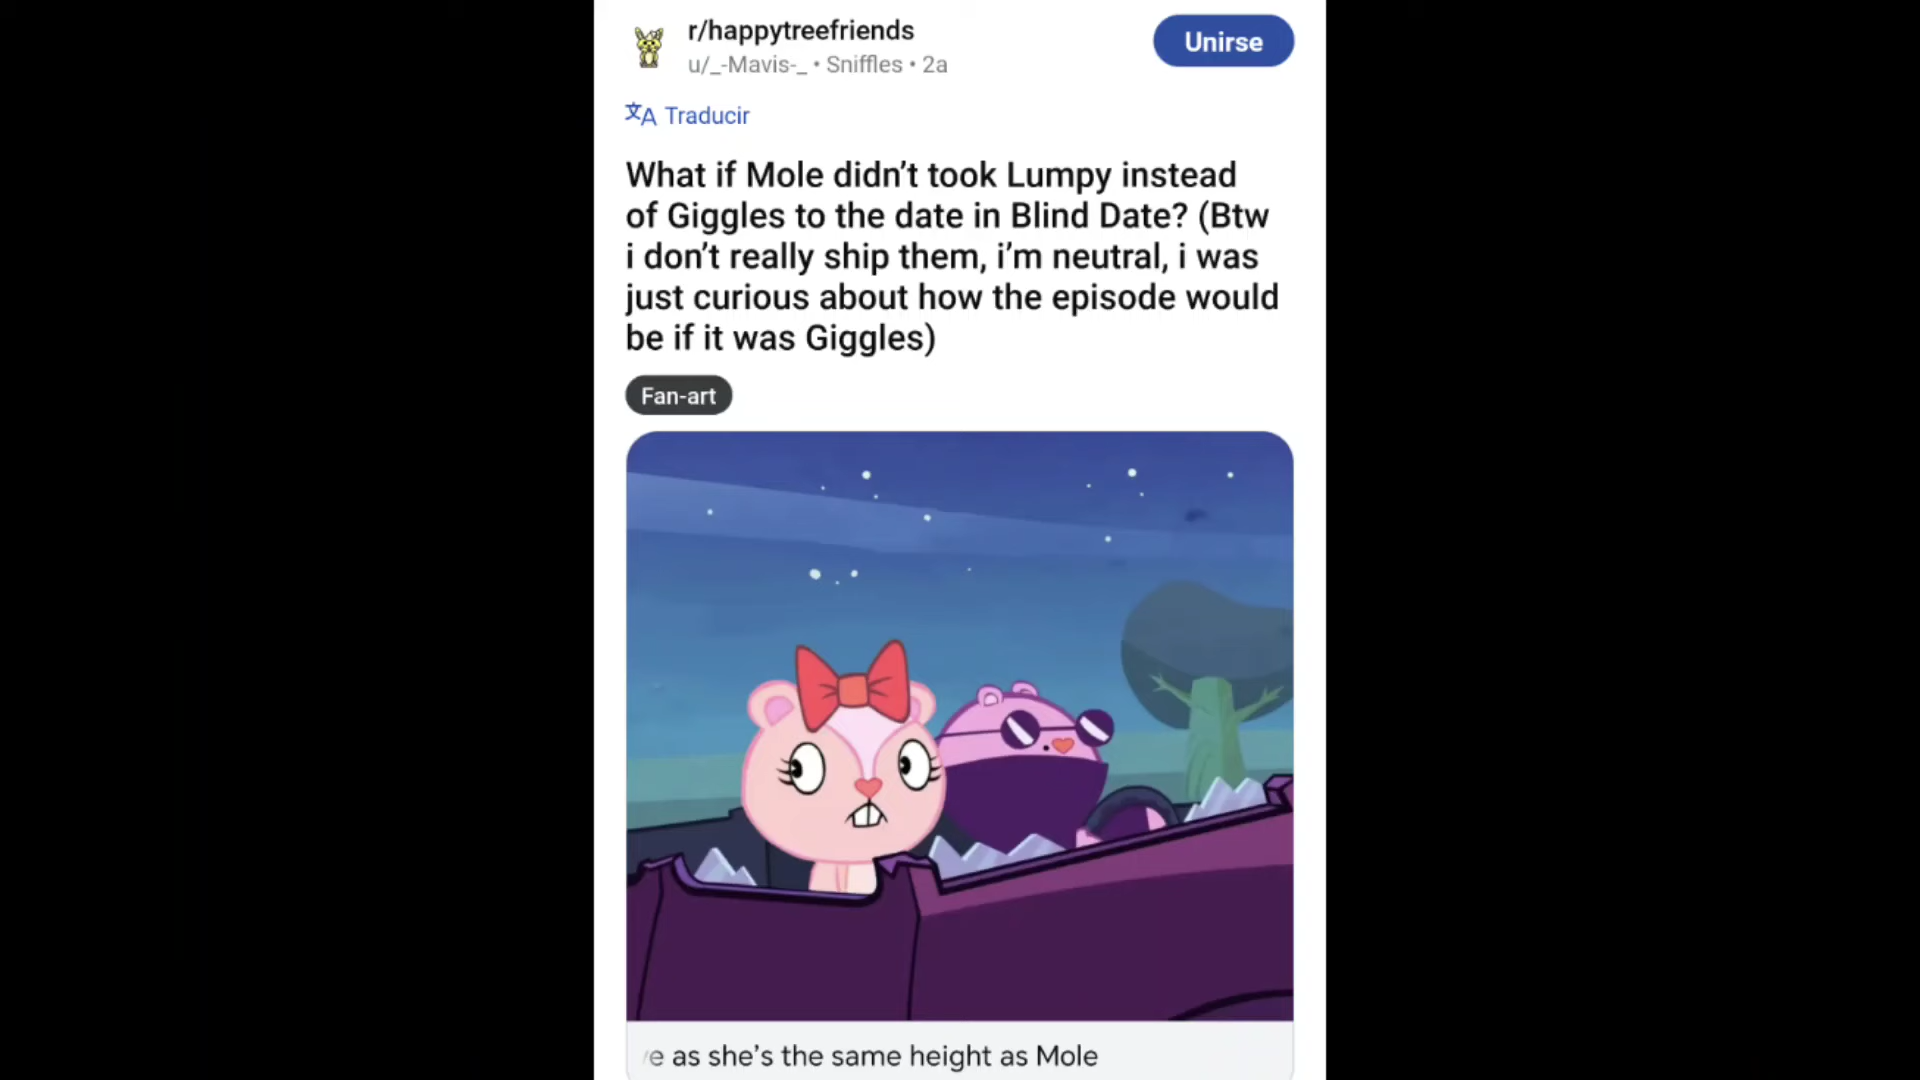 r/happytreefriends
Unirse
u/_-Mavis-_ • Sniffles • 2a
Traducir
What if Mole didn’t took Lumpy instead
of Giggles to the date in Blind Date? (Btw
i don’t really ship them, i’m neutral, i was
just curious about how the episode would
be if it was Giggles)
Fan-art
as she’s the same height as Mole